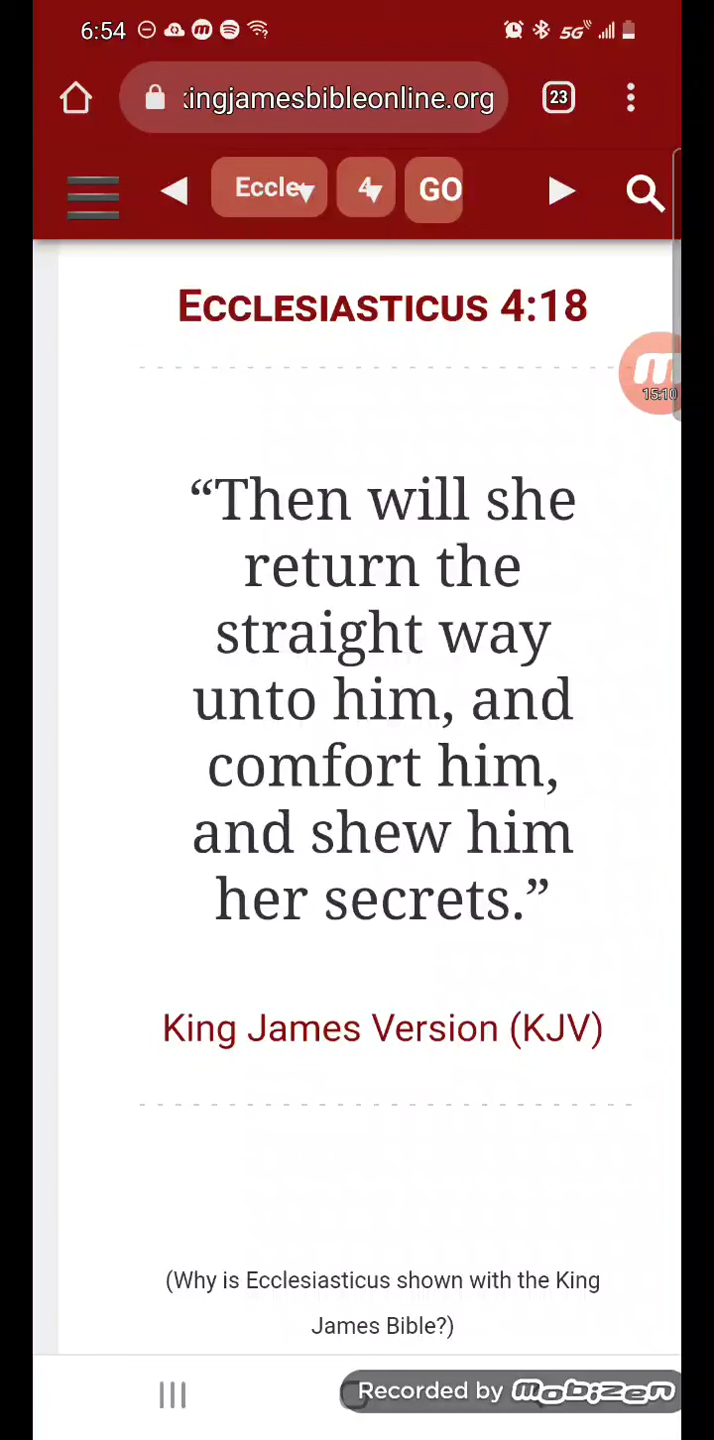 6:54
5G
kingjamesbibleonline.org
23
Eccle
4
GO
ECCLESIASTICUS 4:18
15:10
“Then will she
return the
straight way
unto him, and
comfort him,
and shew him
her secrets.”
King James Version (KJV)
(Why is Ecclesiasticus shown with the King
James Bible?)
Recorded by mobizen